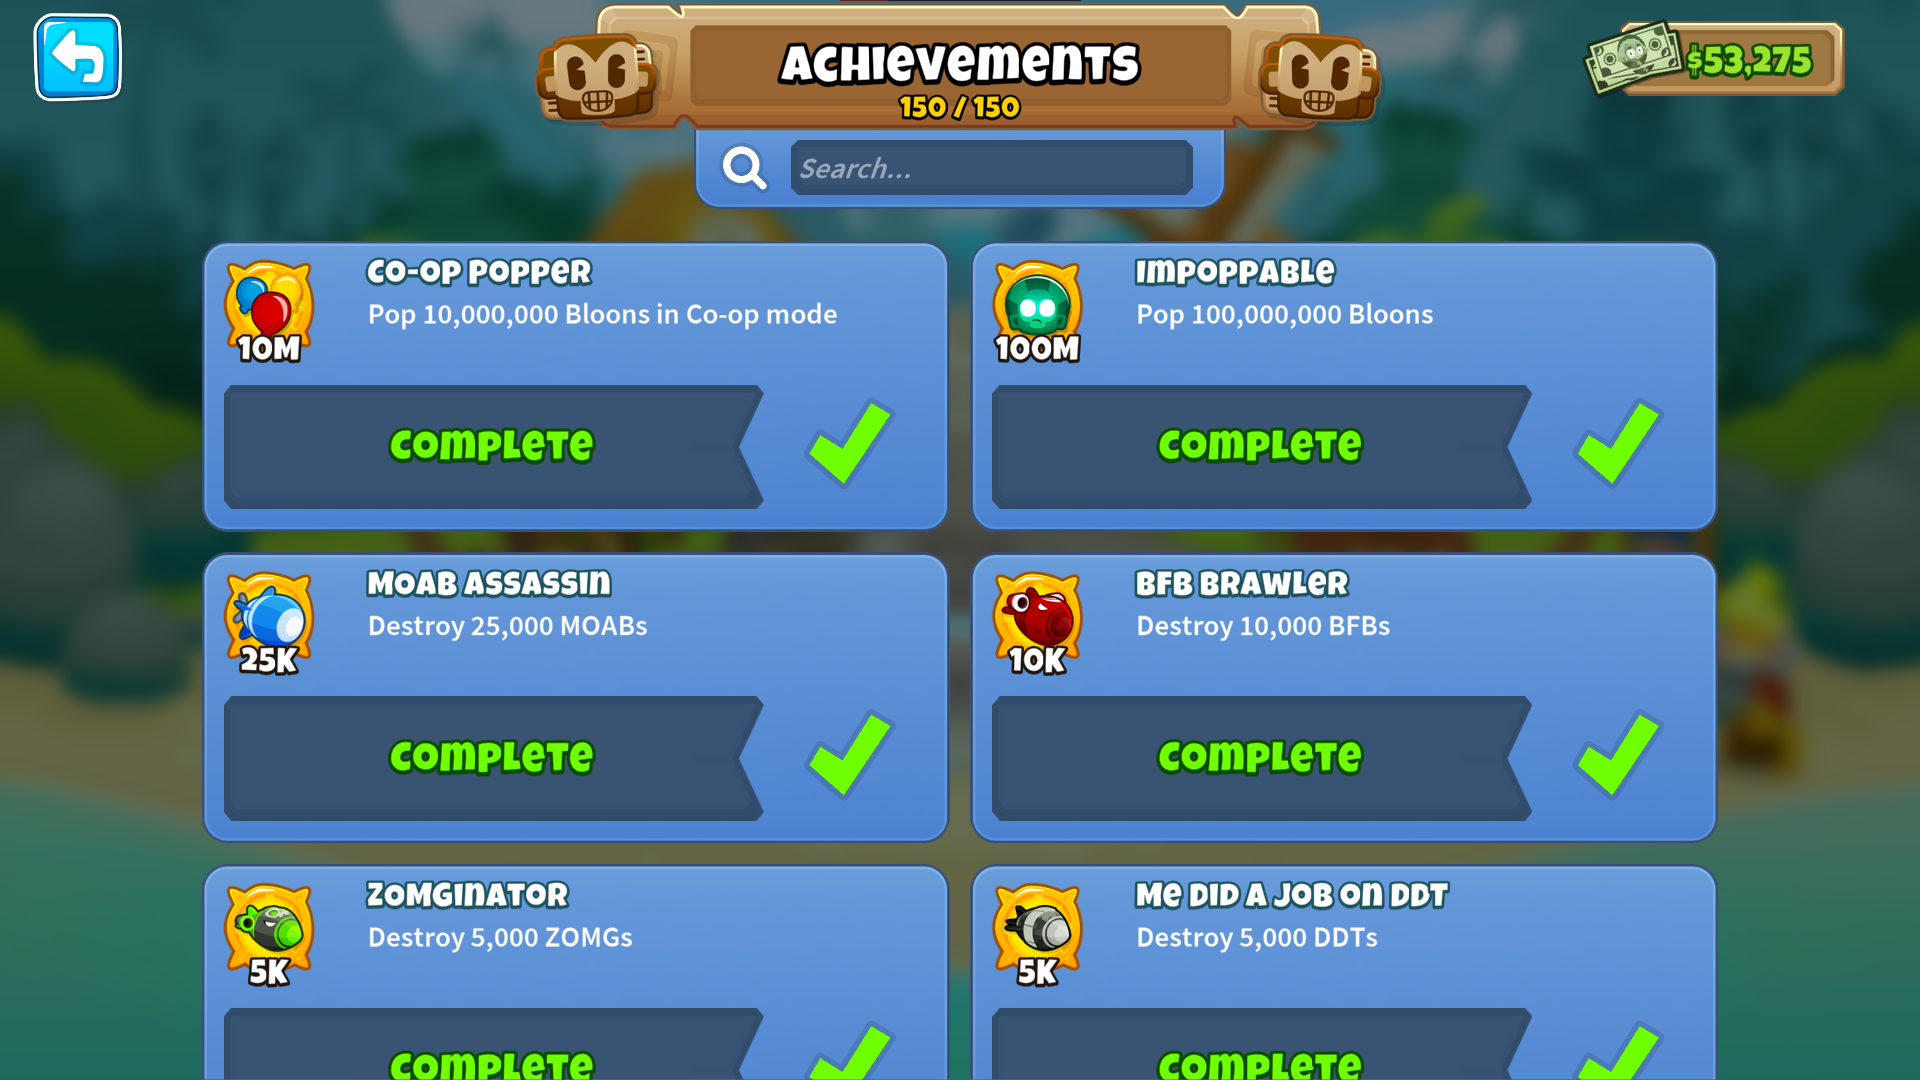 ACHIEVEMENTS
150 / 150
$53,275
Search...
CO-OP POPPER
Pop 10,000,000 Bloons in Co-op mode
10M
COMPLETE
IMPOPPABLE
Pop 100,000,000 Bloons
100M
COMPLETE
MOAB ASSASSIN
Destroy 25,000 MOABs
25K
COMPLETE
BFB BRAWLER
Destroy 10,000 BFBs
10K
COMPLETE
ZOMGINATOR
Destroy 5,000 ZOMGs
5K
COMPLETE
ME DID A JOB ON DDT
Destroy 5,000 DDTs
5K
COMPLETE